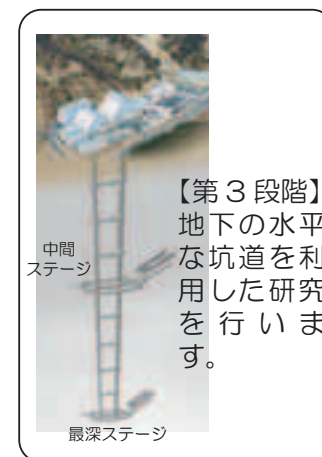 【第3段階】
地下の水平
な坑道を利
用した研究
を行いま
す。
中間
ステージ
最深ステージ